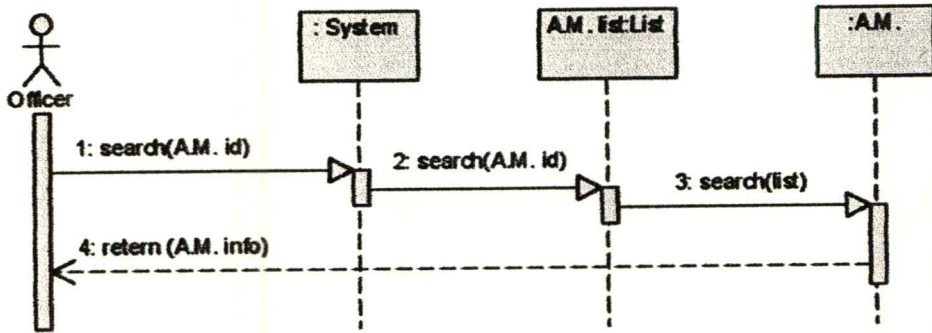 : System
A.M. list:List
:A.M.
Officer
1: search(A.M. id)
2: search(A.M. id)
3: search(list)
4: retern (A.M. info)